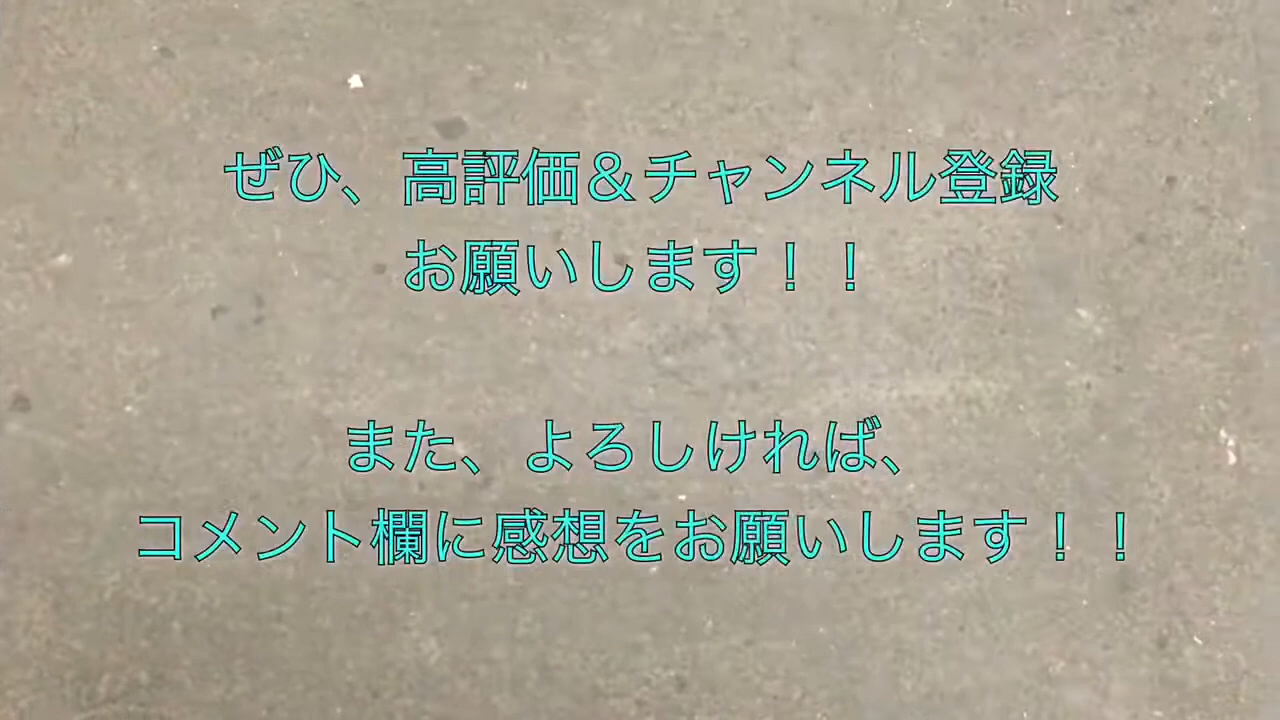 ぜひ、高評価＆チャンネル登録
お願いします！！
また、よろしければ、
コメント欄に感想をお願いします！！